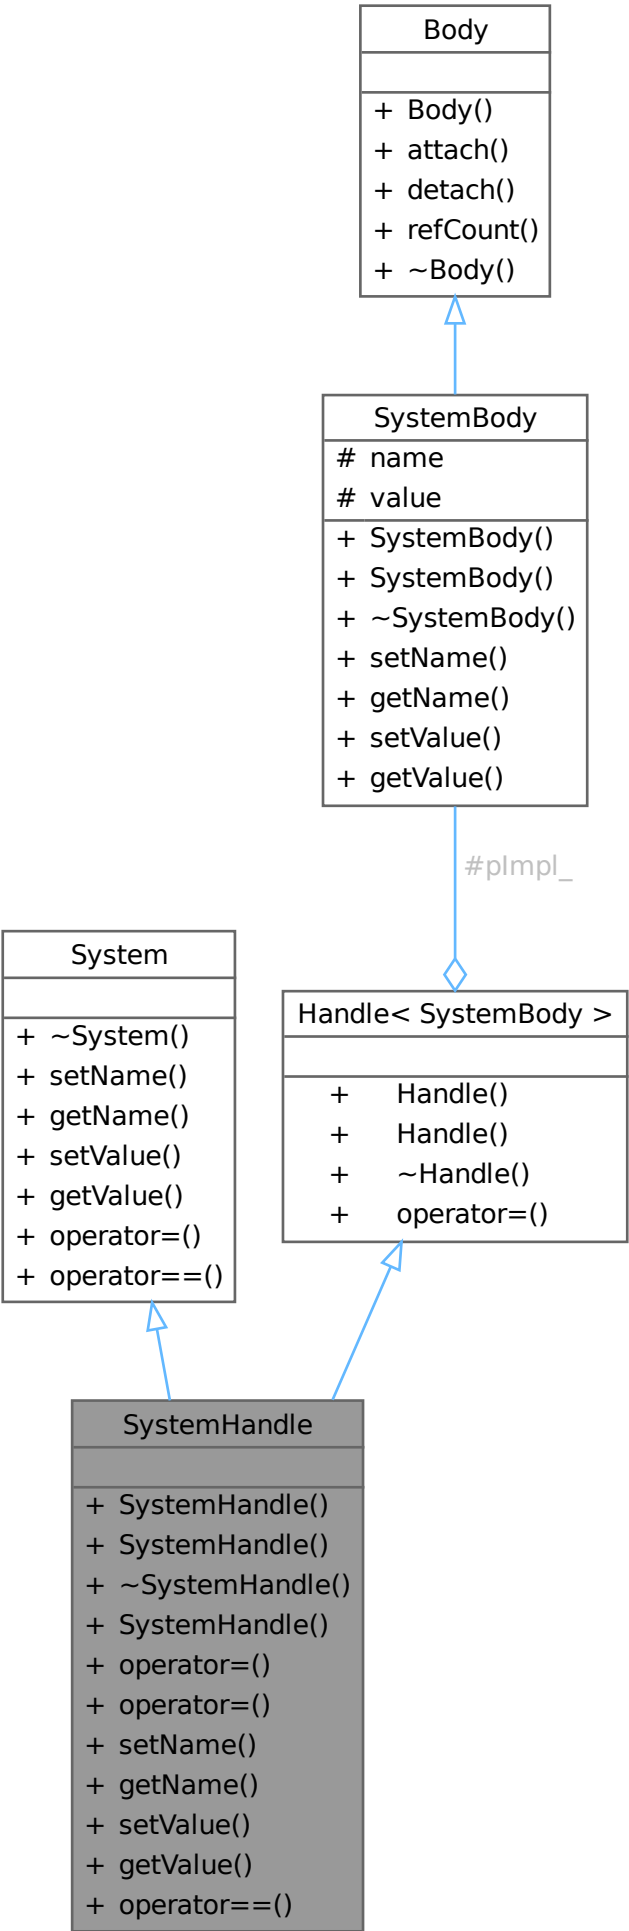 Body
+ Body()
+ attach()
+ detach()
+ refCount()
+ ~Body()
SystemBody
# name
# value
+ SystemBody()
+ SystemBody()
+ ~SystemBody()
+ setName()
+ getName()
+ setValue()
+ getValue()
#pImpl_
System
+ ~System()
+ setName()
+ getName()
+ setValue()
+ getValue()
+ operator=()
+ operator==()
Handle< SystemBody >
+ Handle()
+ Handle()
+ ~Handle()
+ operator=()
SystemHandle
+ SystemHandle()
+ SystemHandle()
+ ~SystemHandle()
+ SystemHandle()
+ operator=()
+ operator=()
+ setName()
+ getName()
+ setValue()
+ getValue()
+ operator==()